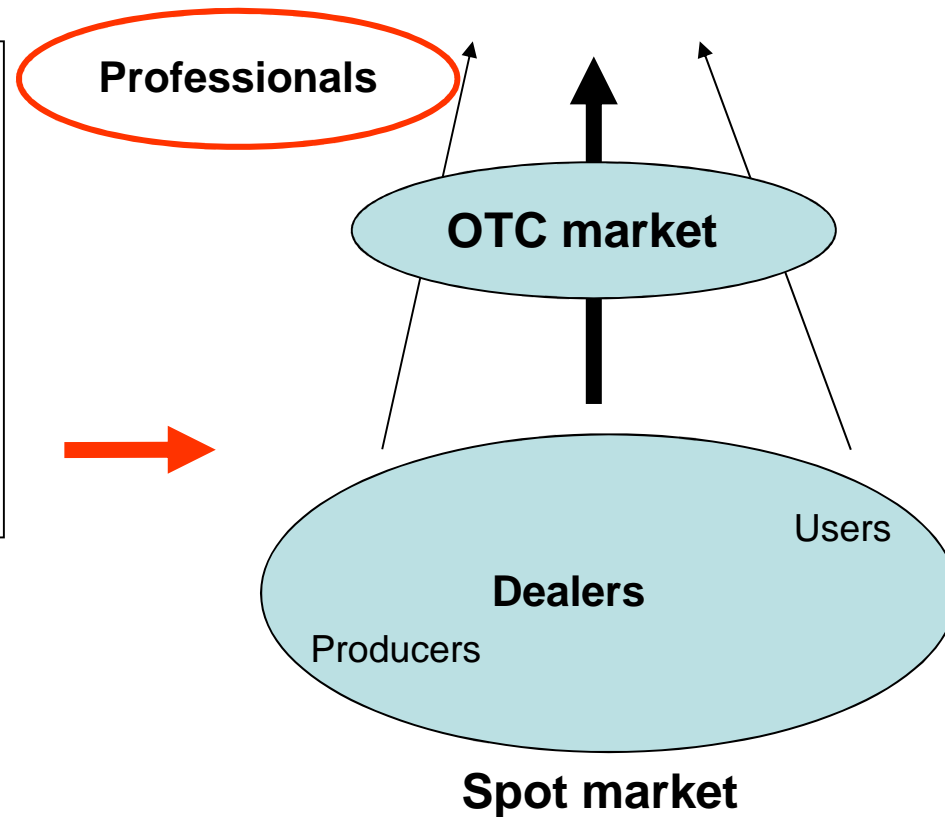 Professionals
OTC market
Users
Dealers
Producers
Spot market